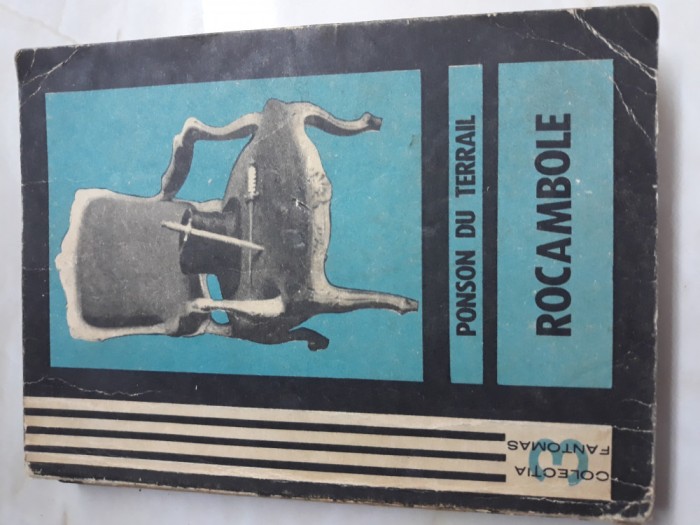 COLECTIA
FANTOMAS
3
PONSON DU TERRAIL
ROCAMBOLE